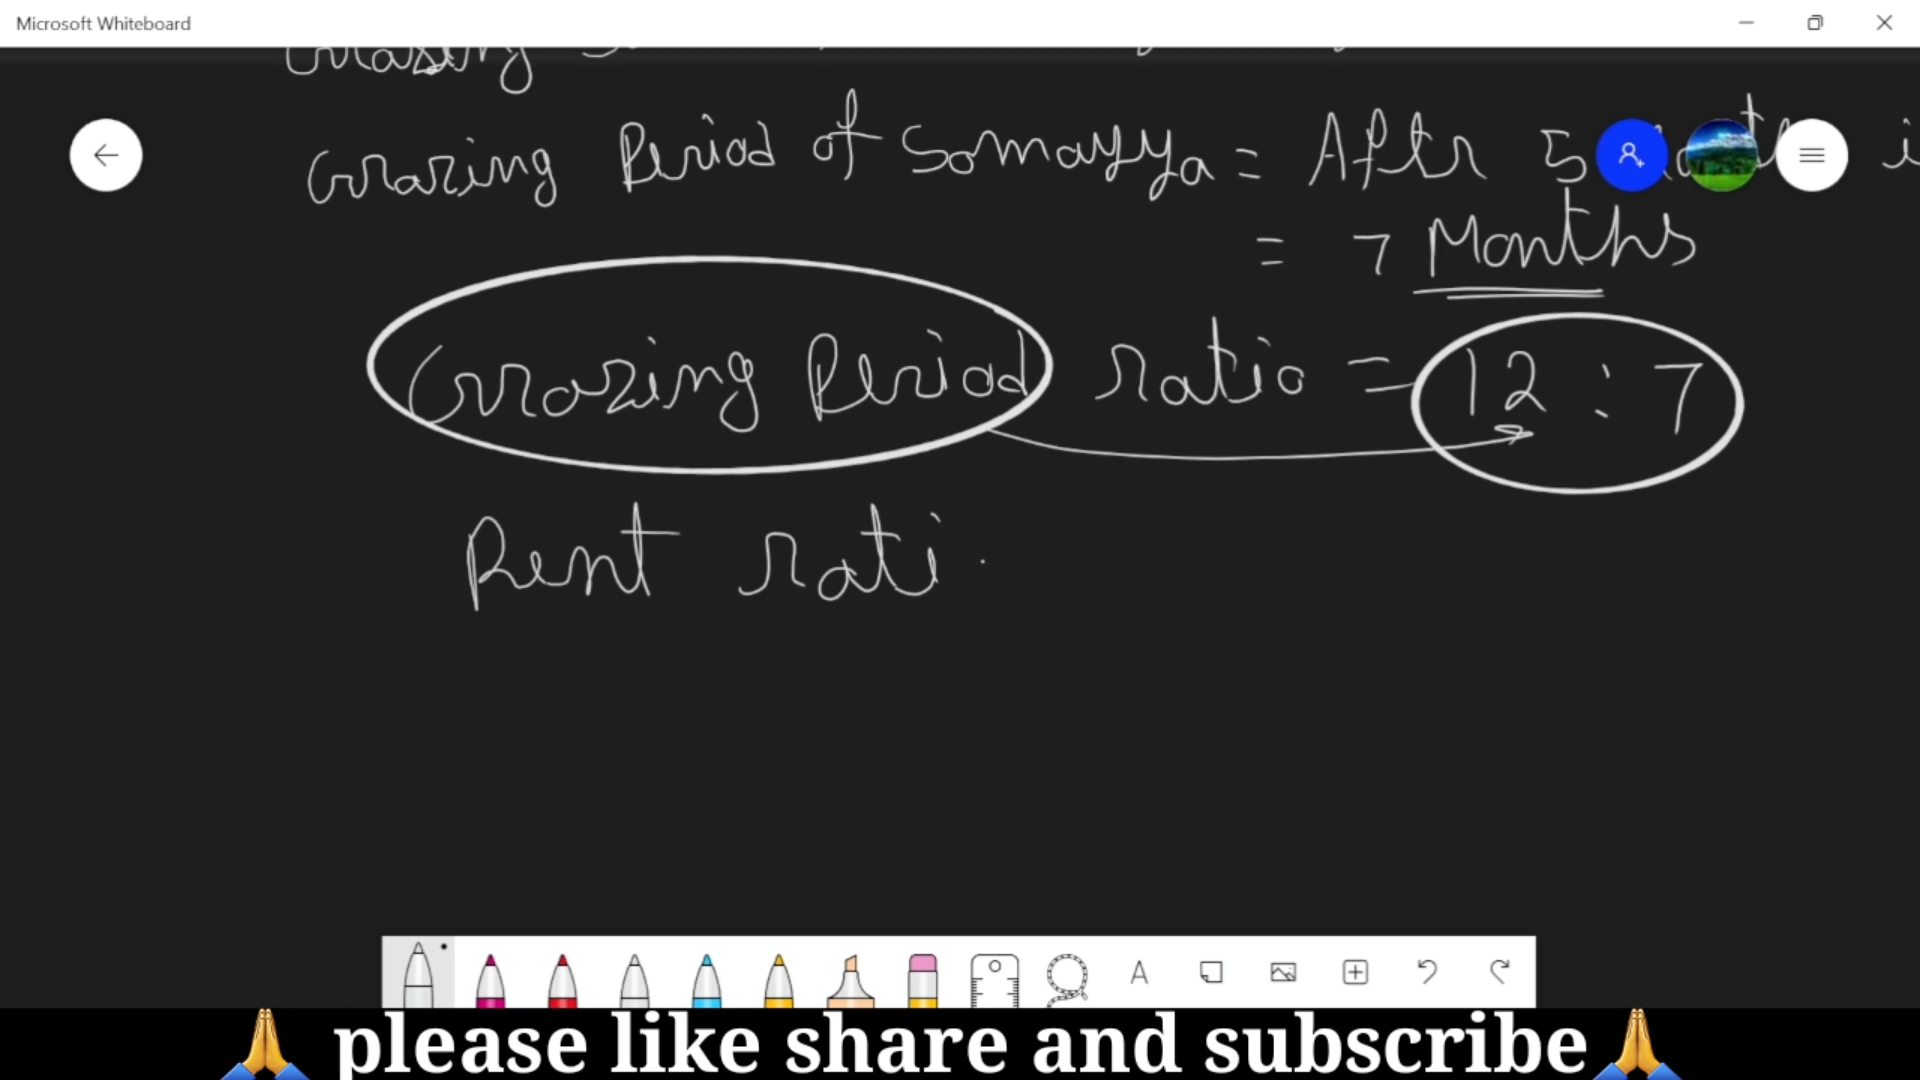 Microsoft Whiteboard
Grazing Period of Somayya = After 5
= 7 Months
Grazing Period ratio = 12 : 7
Rent rati
please like share and subscribe